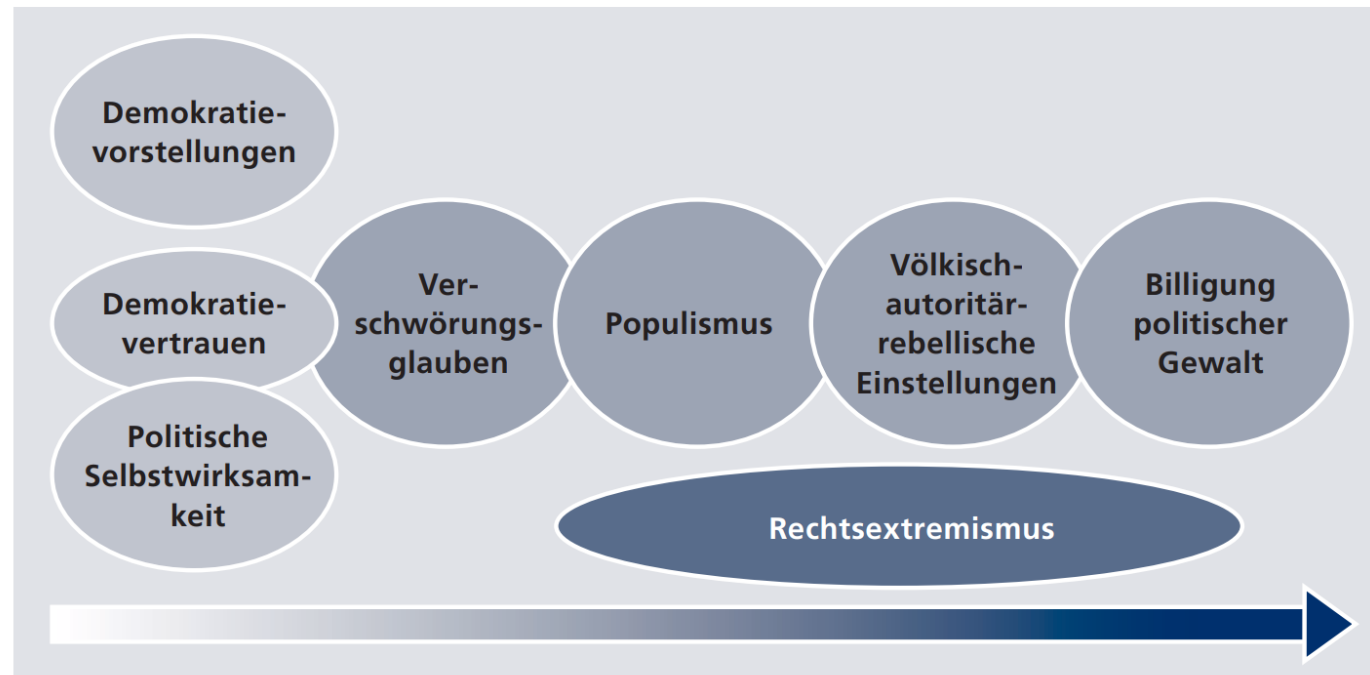 Demokratie-
vorstellungen
Demokratie-
vertrauen
Politische
Selbstwirksam-
keit
Ver-
schwörungs-
glauben
Populismus
Völkisch-
autoritär-
rebellische
Einstellungen
Billigung
politischer
Gewalt
Rechtsextremismus